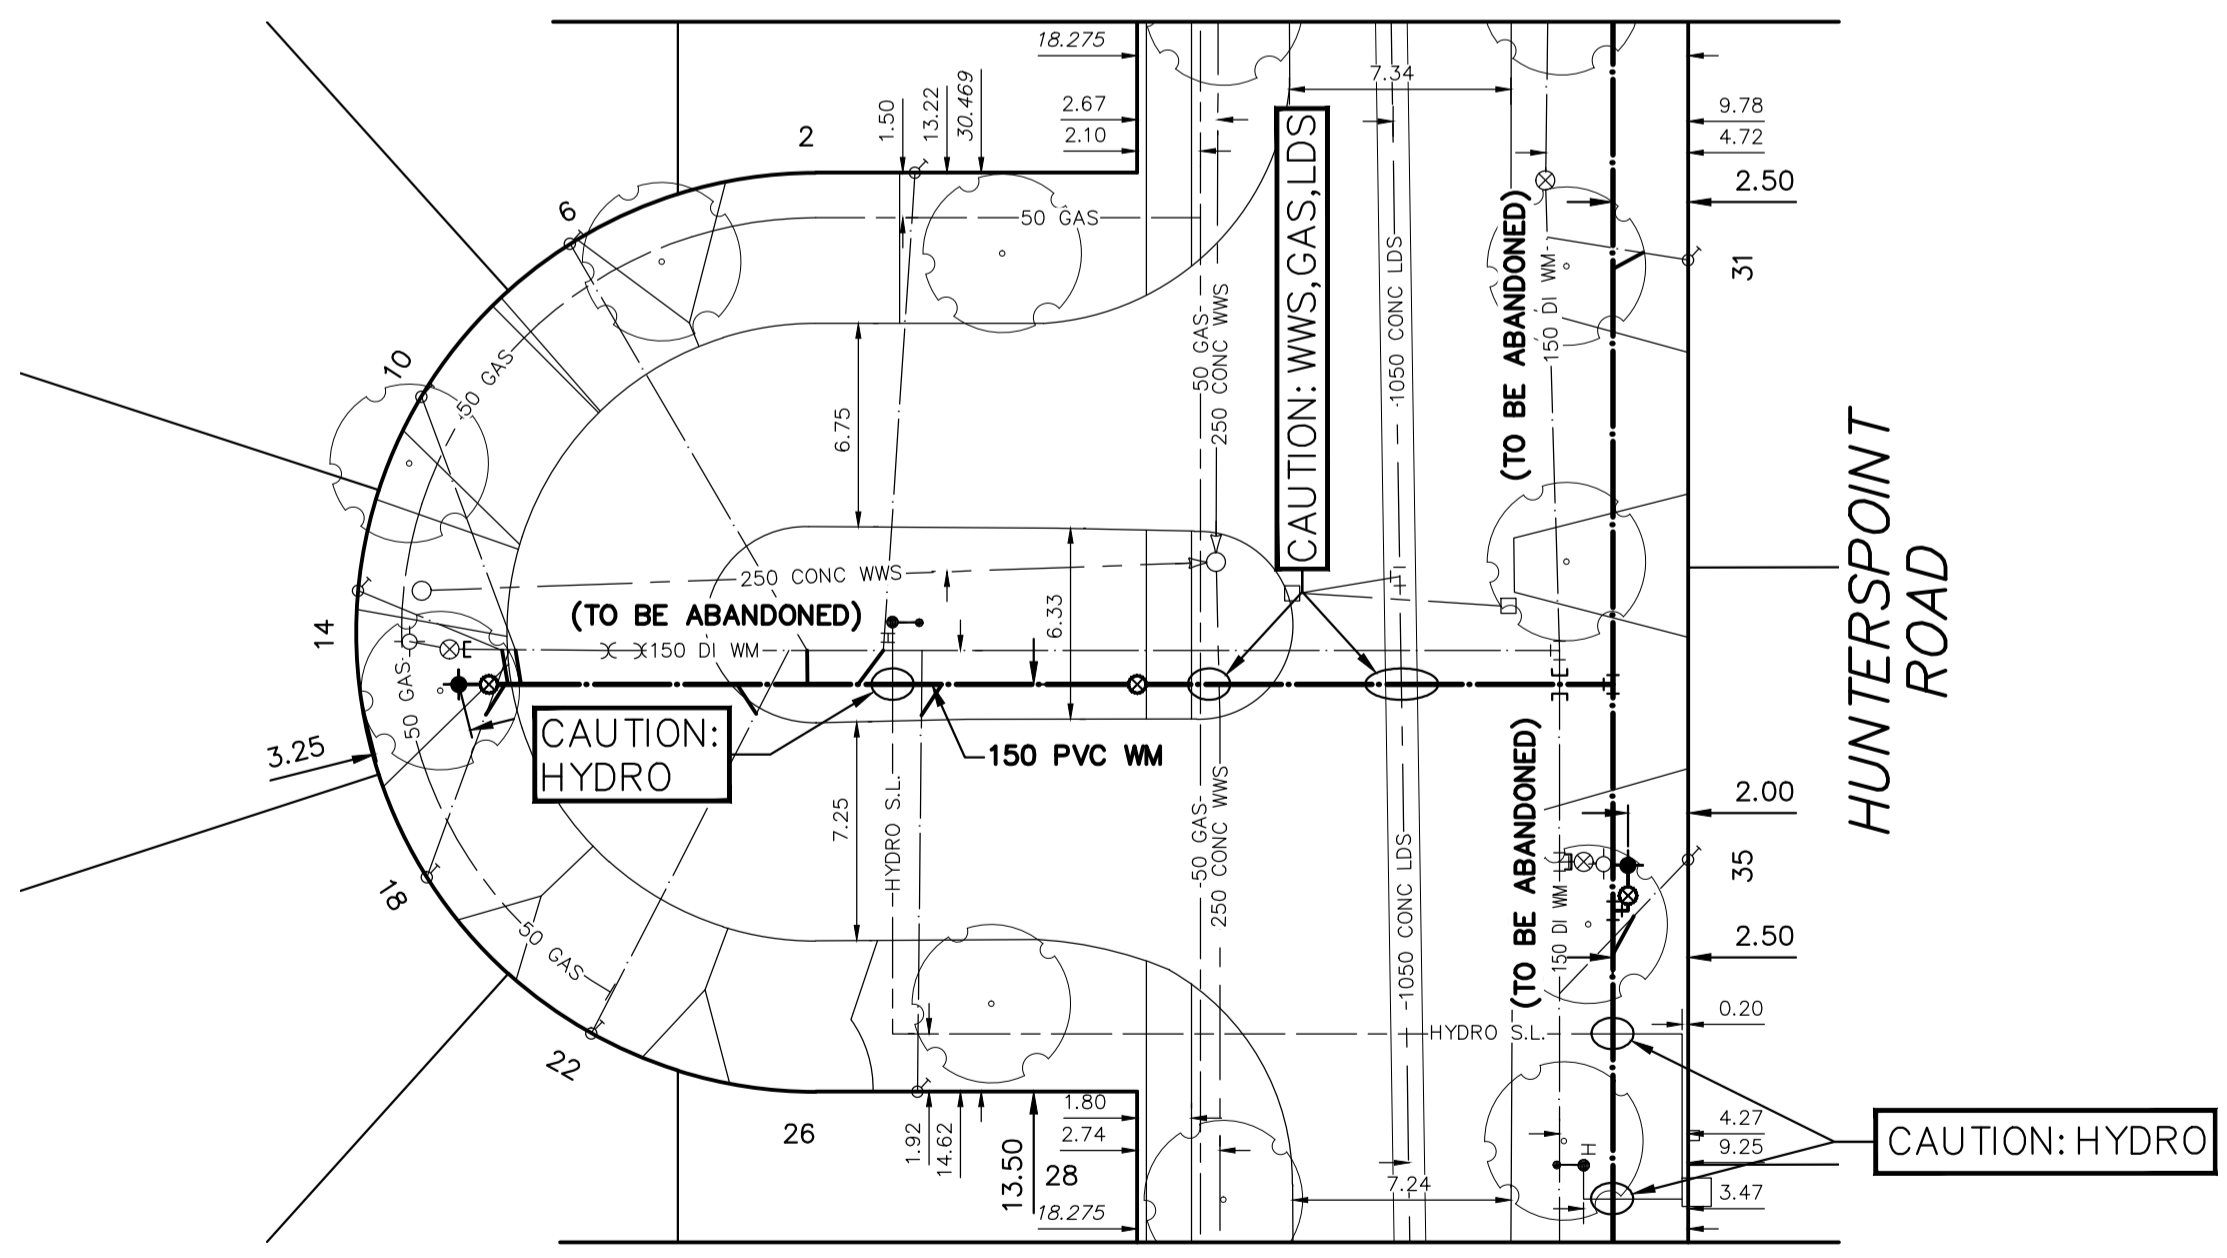 18.275
7.34
2.67
2.10
1.50
13.22
30.469
9.78
4.72
2.50
2
6
10
14
18
22
26
28
31
35
50 GAS
50 GAS
50 GAS
50 GAS
50 GAS
250 CONC WWS
1050 CONC LDS
150 DI WM
(TO BE ABANDONED)
CAUTION: WWS,GAS,LDS
6.75
6.33
250 CONC WWS
(TO BE ABANDONED)
150 DI WM
H
E
HUNTERSPOINT
ROAD
3.25
CAUTION:
HYDRO
150 PVC WM
7.25
HYDRO S.L.
50 GAS
250 CONC WWS
1050 CONC LDS
(TO BE ABANDONED)
150 DI WM
2.00
2.50
0.20
HYDRO S.L.
1.80
2.74
18.275
1.92
14.62
13.50
7.24
H
4.27
9.25
3.47
CAUTION: HYDRO